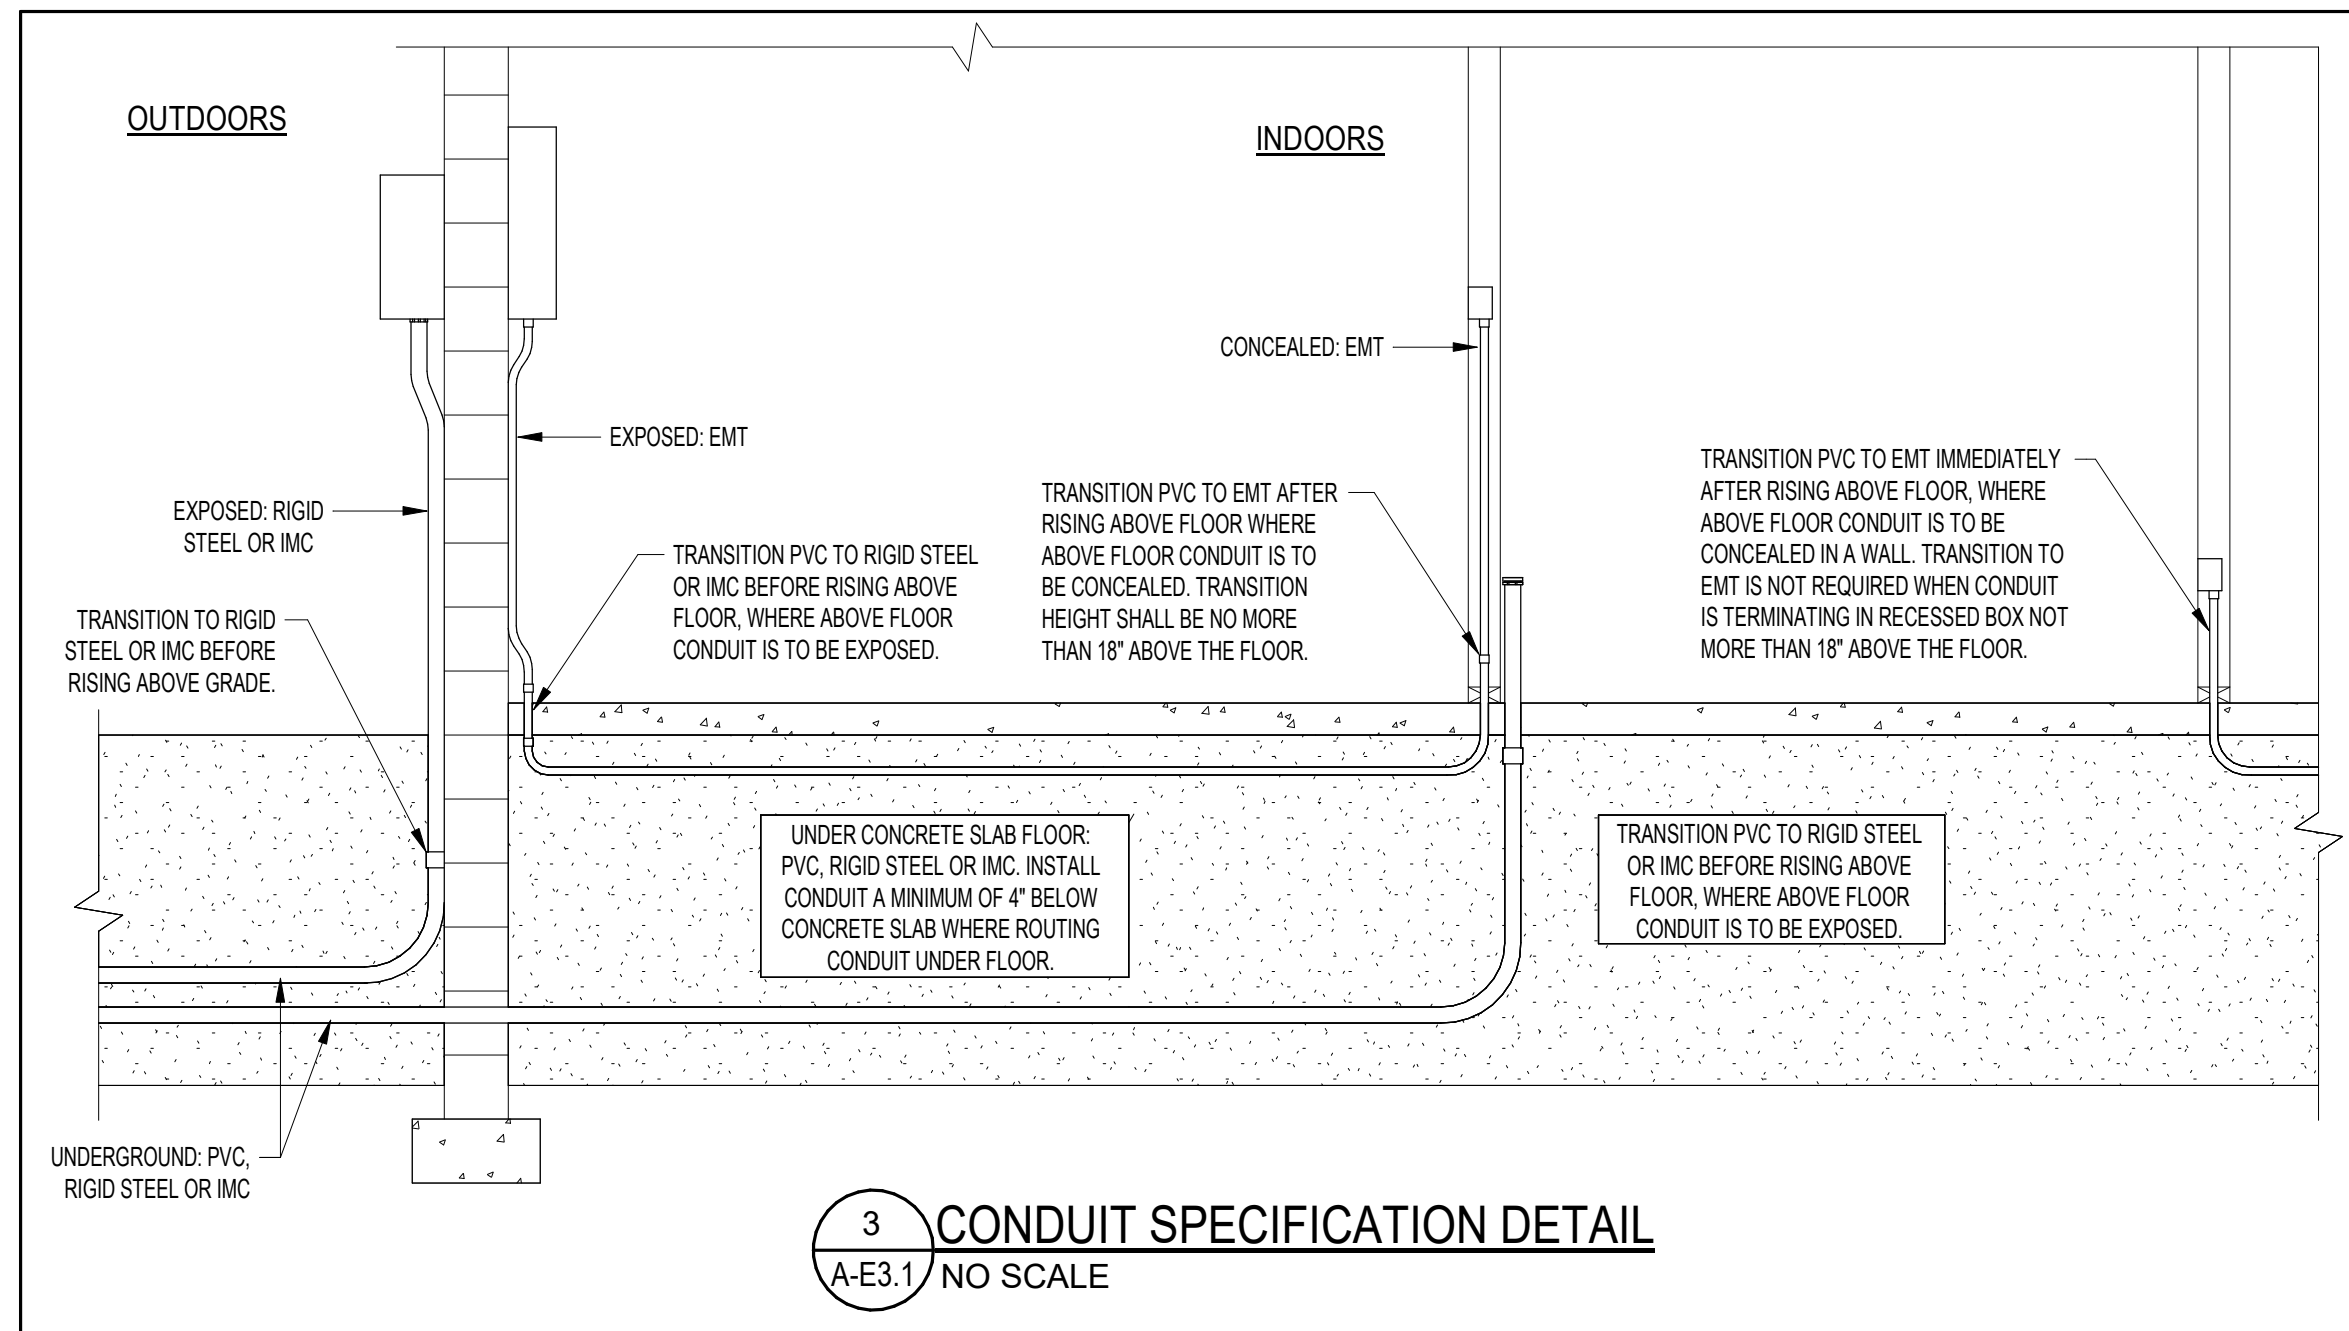 OUTDOORS
INDOORS
CONCEALED: EMT
EXPOSED: EMT
EXPOSED: RIGID
STEEL OR IMC
TRANSITION TO RIGID
STEEL OR IMC BEFORE
RISING ABOVE GRADE.
TRANSITION PVC TO RIGID STEEL
OR IMC BEFORE RISING ABOVE
FLOOR, WHERE ABOVE FLOOR
CONDUIT IS TO BE EXPOSED.
TRANSITION PVC TO EMT AFTER
RISING ABOVE FLOOR WHERE
ABOVE FLOOR CONDUIT IS TO
BE CONCEALED. TRANSITION
HEIGHT SHALL BE NO MORE
THAN 18" ABOVE THE FLOOR.
TRANSITION PVC TO EMT IMMEDIATELY
AFTER RISING ABOVE FLOOR, WHERE
ABOVE FLOOR CONDUIT IS TO BE
CONCEALED IN A WALL. TRANSITION TO
EMT IS NOT REQUIRED WHEN CONDUIT
IS TERMINATING IN RECESSED BOX NOT
MORE THAN 18" ABOVE THE FLOOR.
UNDER CONCRETE SLAB FLOOR:
PVC, RIGID STEEL OR IMC. INSTALL
CONDUIT A MINIMUM OF 4" BELOW
CONCRETE SLAB WHERE ROUTING
CONDUIT UNDER FLOOR.
TRANSITION PVC TO RIGID STEEL
OR IMC BEFORE RISING ABOVE
FLOOR, WHERE ABOVE FLOOR
CONDUIT IS TO BE EXPOSED.
UNDERGROUND: PVC,
RIGID STEEL OR IMC
3
A-E3.1
CONDUIT SPECIFICATION DETAIL
NO SCALE